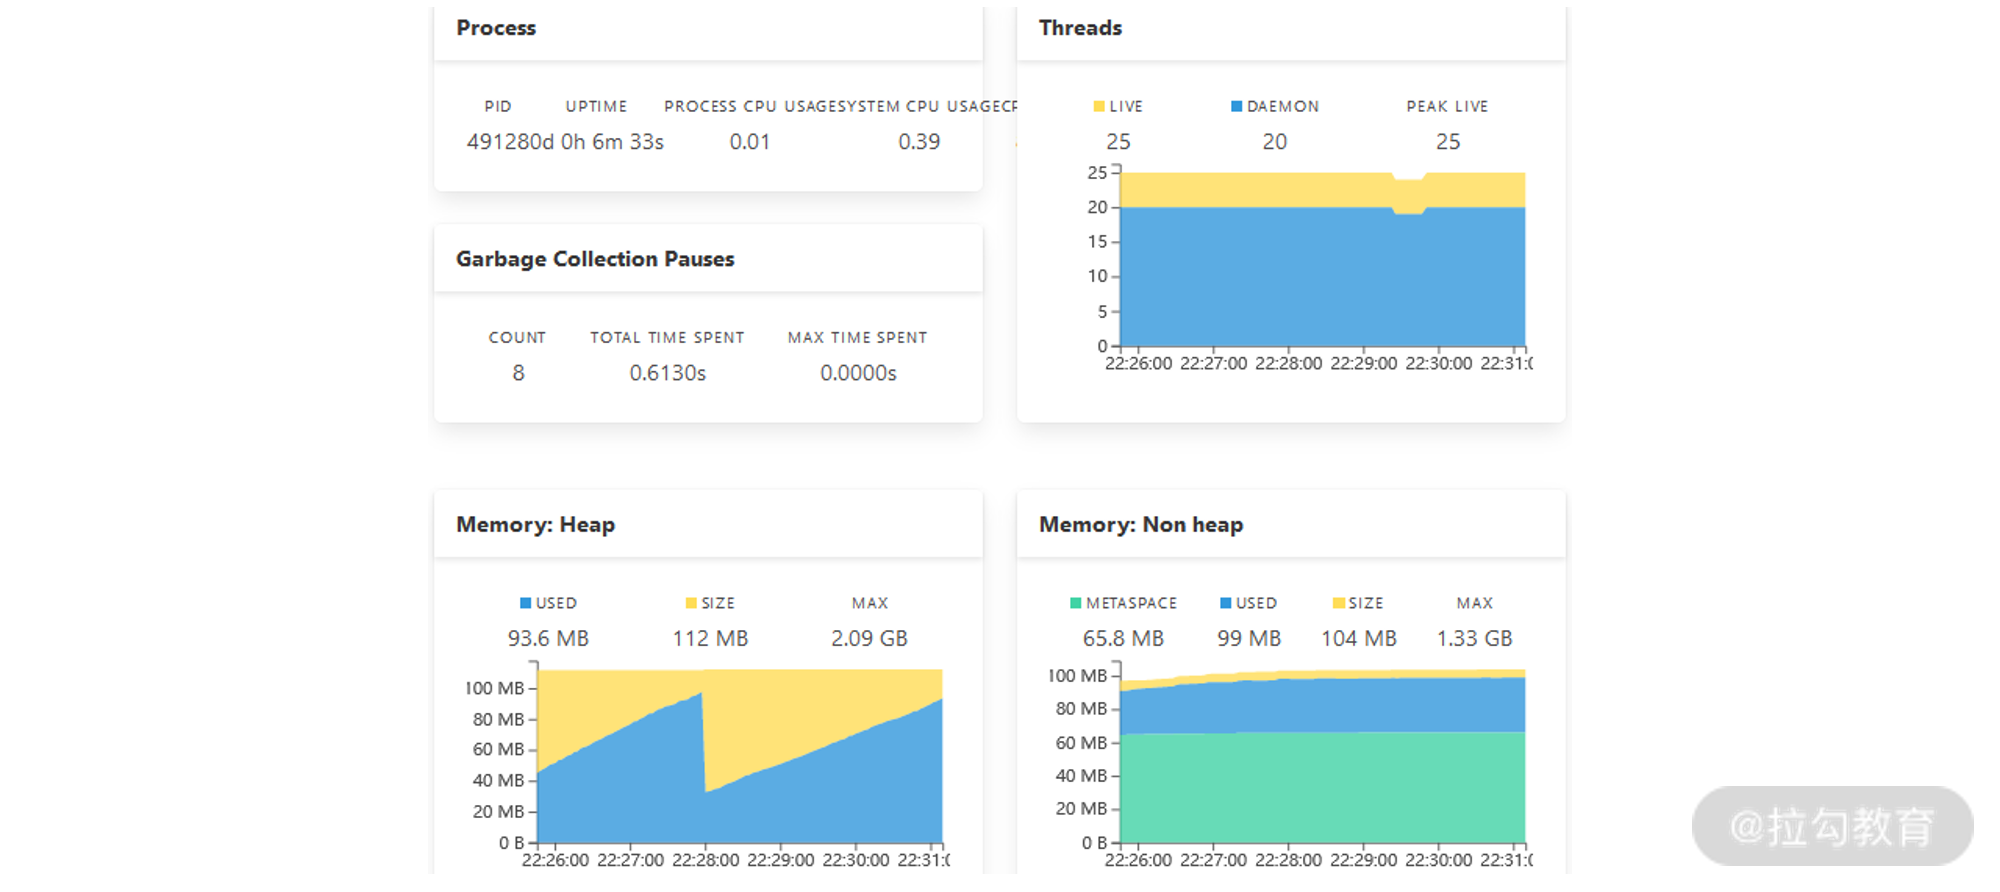 Process
PID UPTIME PROCESS CPU USAGESYSTEM CPU USAGECP
491280d 0h 6m 33s 0.01 0.39
Garbage Collection Pauses
COUNT TOTAL TIME SPENT MAX TIME SPENT
8 0.6130s 0.0000s
Threads
LIVE DAEMON PEAK LIVE
25 20 25
25
20
15
10
5
0
22:26:00 22:27:00 22:28:00 22:29:00 22:30:00 22:31:0
Memory: Heap
USED SIZE MAX
93.6 MB 112 MB 2.09 GB
100 MB
80 MB
60 MB
40 MB
20 MB
0 B
22:26:00 22:27:00 22:28:00 22:29:00 22:30:00 22:31:0
Memory: Non heap
METASPACE USED SIZE MAX
65.8 MB 99 MB 104 MB 1.33 GB
100 MB
80 MB
60 MB
40 MB
20 MB
0 B
22:26:00 22:27:00 22:28:00 22:29:00 22:30:00 22:31:0
@拉勾教育